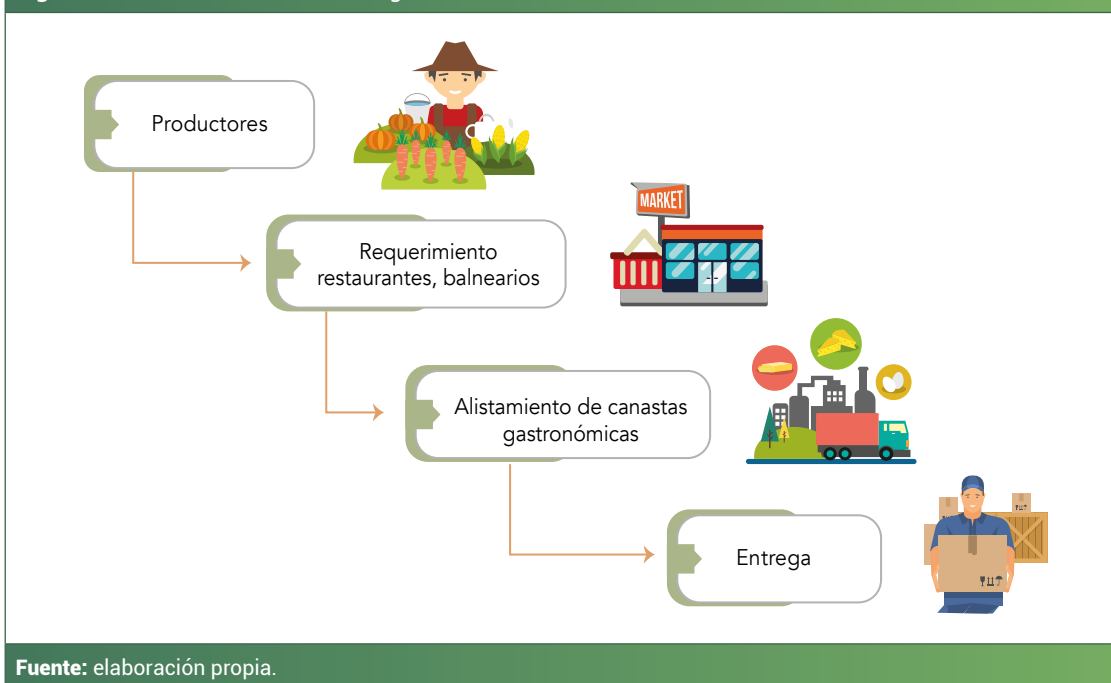 Productores
MARKET
Requerimiento
restaurantes, balnearios
Alistamiento de canastas
gastronómicas
Entrega
Fuente: elaboración propia.